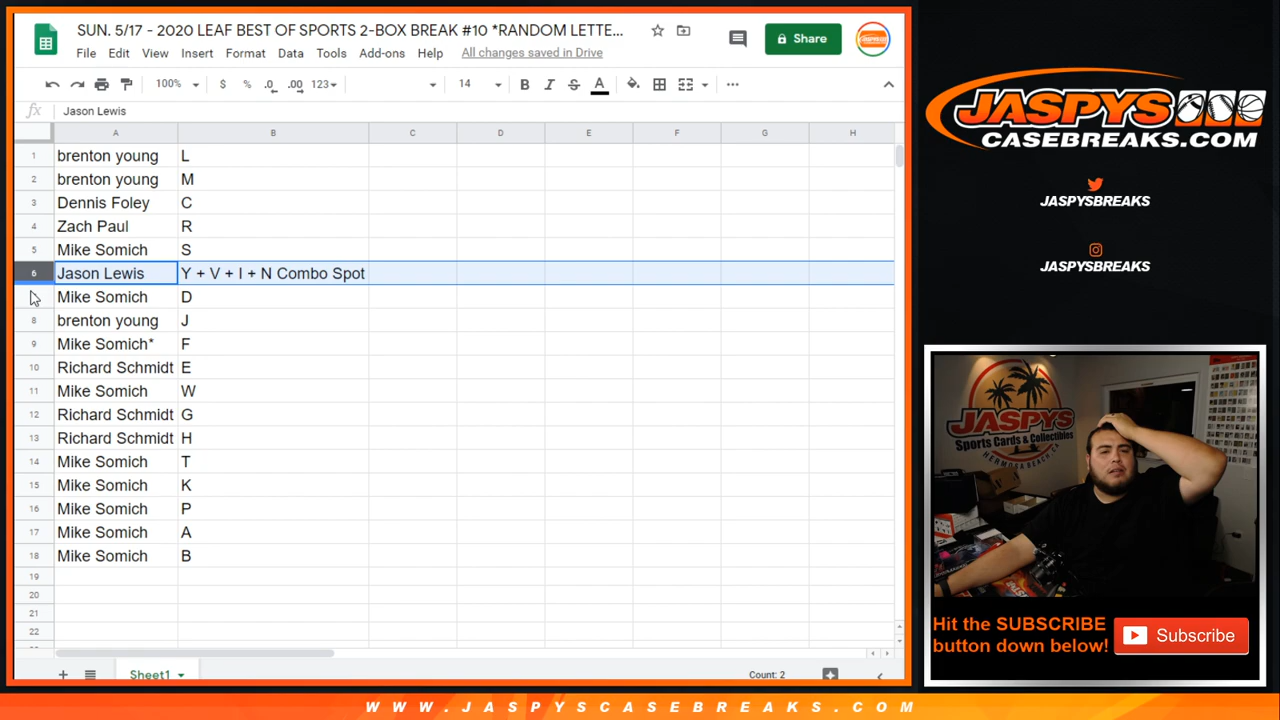 SUN. 5/17 - 2020 LEAF BEST OF SPORTS 2-BOX BREAK #10 *RANDOM LETTE...
Share
File Edit View Insert Format Data Tools Add-ons Help All changes saved in Drive
100% $ % .0 .00 123 14 B I S A ...
fx Jason Lewis
A B C D E F G H
1 brenton young L
2 brenton young M
3 Dennis Foley C
4 Zach Paul R
5 Mike Somich S
6 Jason Lewis Y + V + I + N Combo Spot
Mike Somich D
8 brenton young J
9 Mike Somich* F
10 Richard Schmidt E
11 Mike Somich W
12 Richard Schmidt G
13 Richard Schmidt H
14 Mike Somich T
15 Mike Somich K
16 Mike Somich P
17 Mike Somich A
18 Mike Somich B
19
20
21
22
+ Sheet1 Count: 2
JASPYS
CASEBREAKS.COM
JASPYSBREAKS
JASPYSBREAKS
JASPYS
Sports Cards & Collectibles
HERMOSA BEACH, CA
Hit the SUBSCRIBE
button down below!
Subscribe
WWW.JASPYSCASEBREAKS.COM